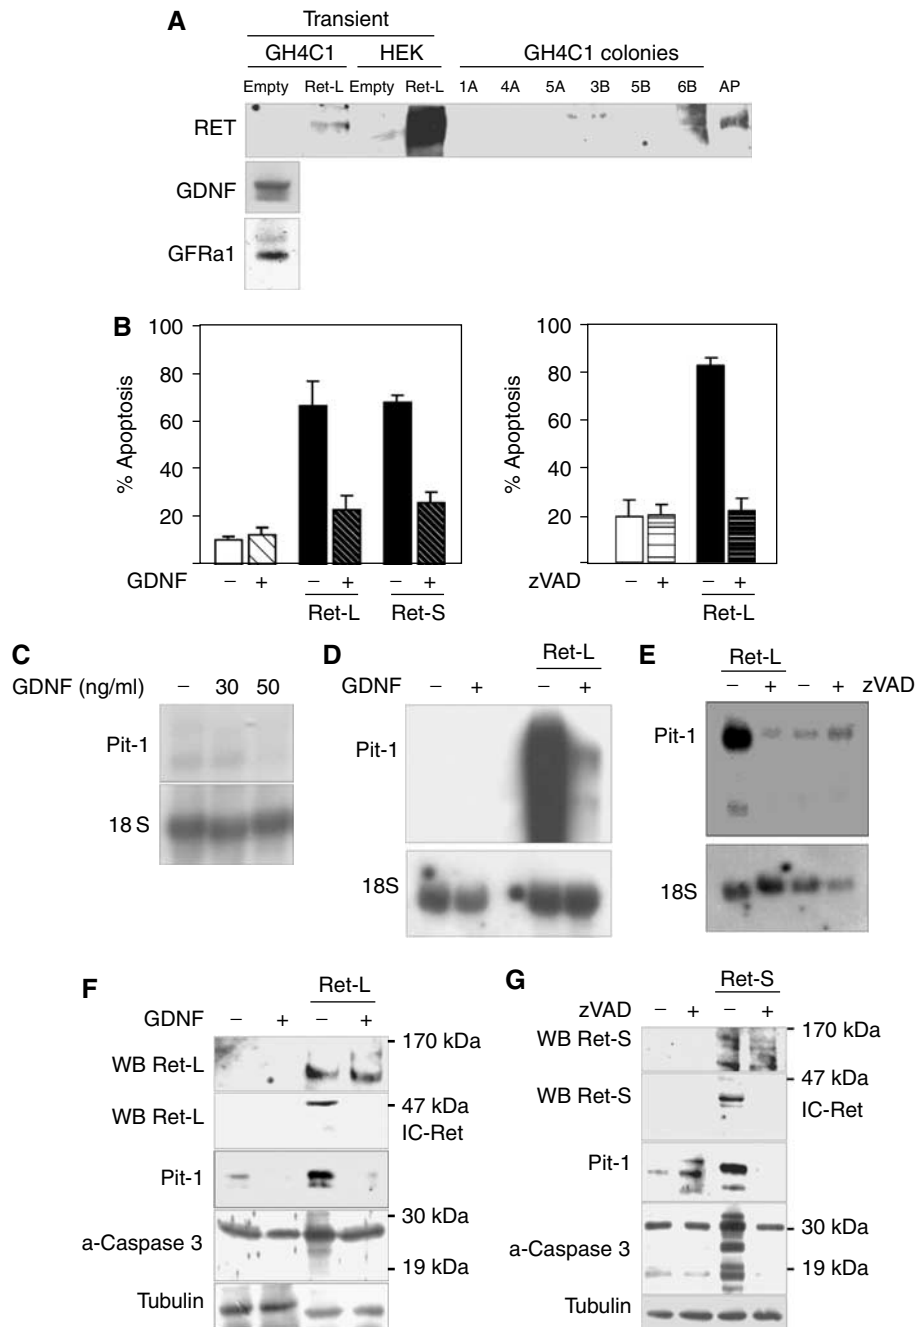 A
Transient
GH4C1 HEK GH4C1 colonies
Empty Ret-L Empty Ret-L 1A 4A 5A 3B 5B 6B AP
RET
GDNF
GFRa1
B
100
80
60
40
20
% Apoptosis
GDNF − + − + − +
Ret-L Ret-S
100
80
60
40
20
% Apoptosis
zVAD − + − +
Ret-L
C
GDNF (ng/ml) − 30 50
Pit-1
18 S
D
Ret-L
GDNF − + − +
Pit-1
18S
E
Ret-L
− + − + zVAD
Pit-1
18S
F
Ret-L
GDNF − + − +
WB Ret-L
170 kDa
WB Ret-L
47 kDa
IC-Ret
Pit-1
30 kDa
a-Caspase 3
19 kDa
Tubulin
G
Ret-S
zVAD − + − +
WB Ret-S
170 kDa
WB Ret-S
47 kDa
IC-Ret
Pit-1
30 kDa
a-Caspase 3
19 kDa
Tubulin